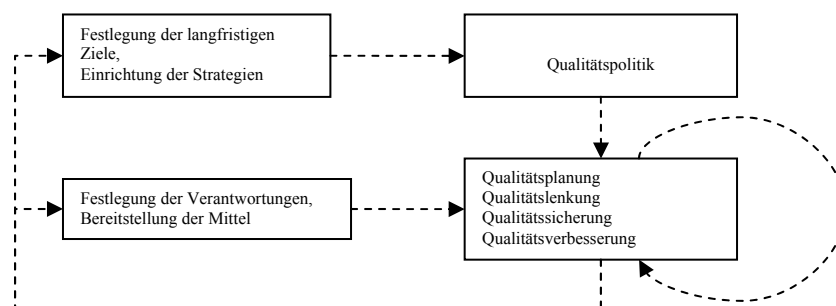 Festlegung der langfristigen
Ziele,
Einrichtung der Strategien
Qualitätspolitik
Festlegung der Verantwortungen,
Bereitstellung der Mittel
Qualitätsplanung
Qualitätslenkung
Qualitätssicherung
Qualitätsverbesserung